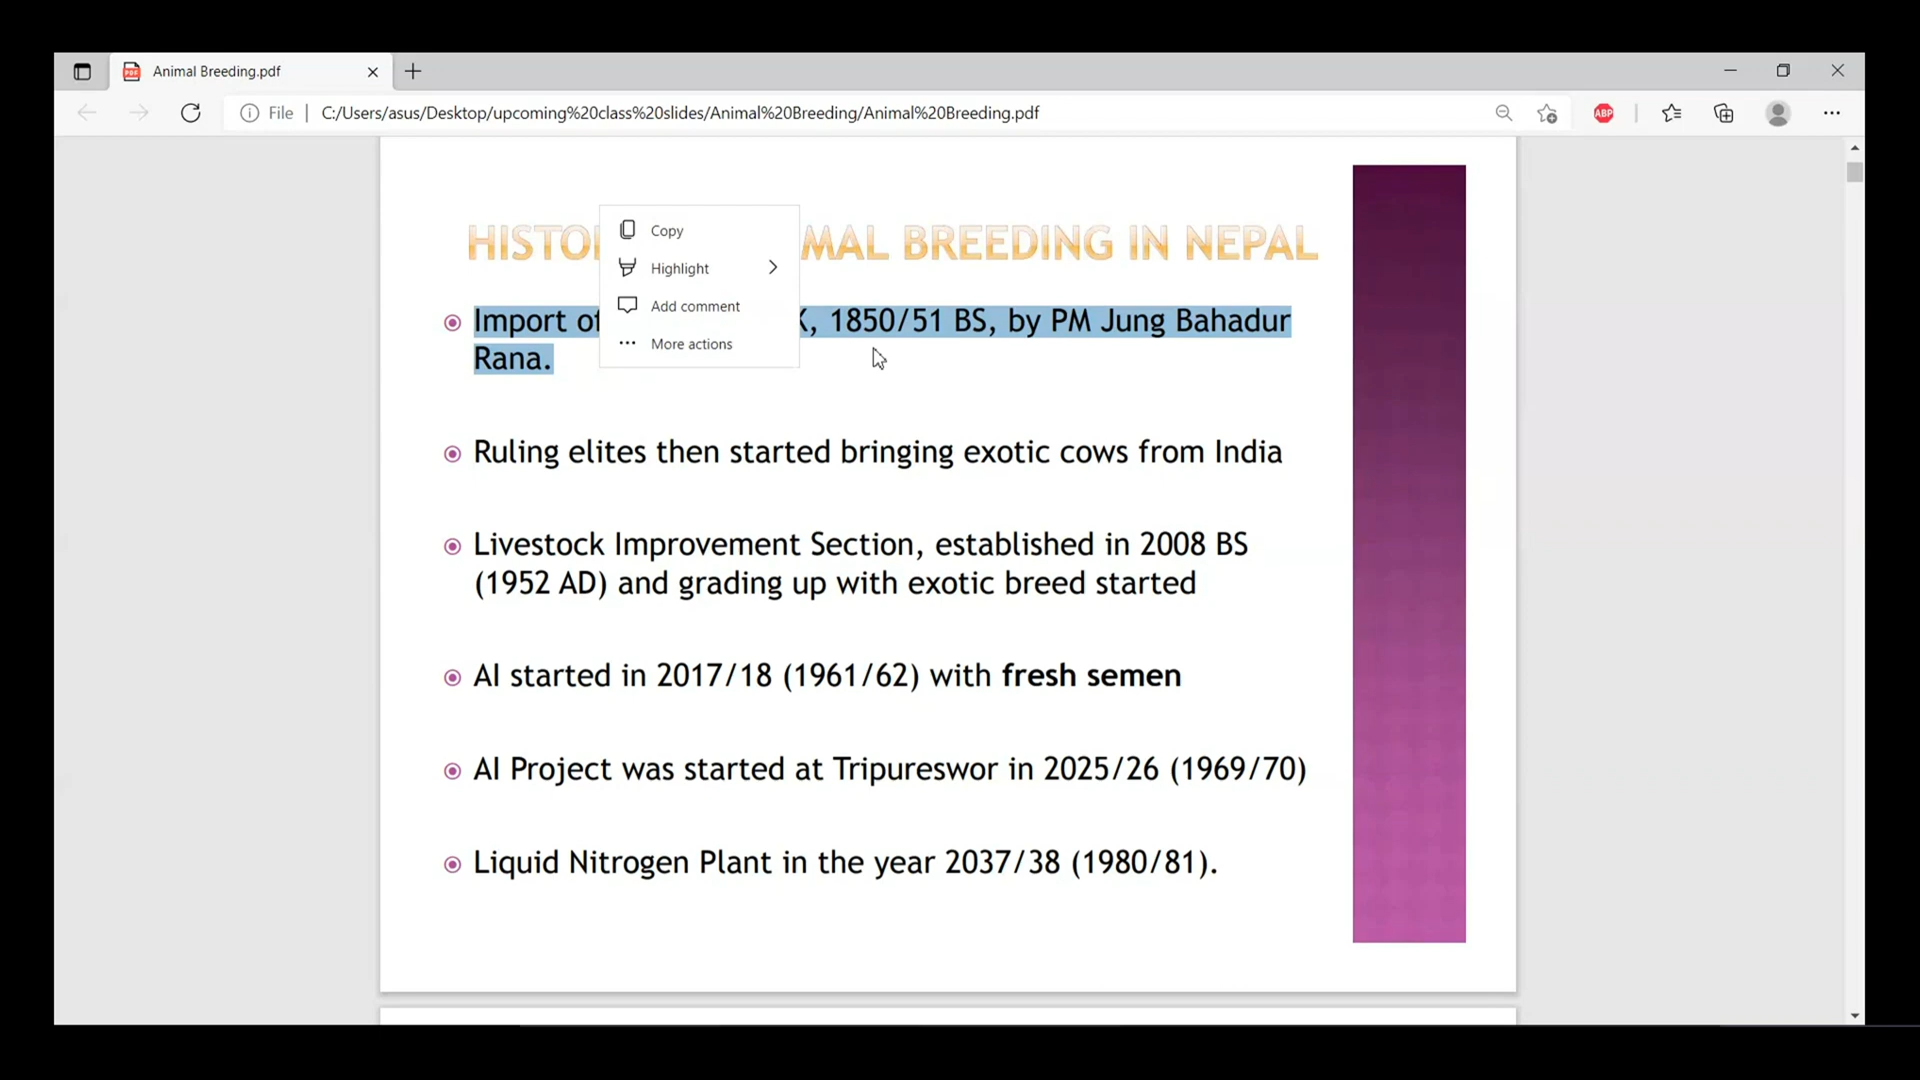 Animal Breeding.pdf
File
C:/Users/asus/Desktop/upcoming%20class%20slides/Animal%20Breeding/Animal%20Breeding.pdf
ABP
BREEDING IN NEPAL
Copy
Highlight
Add comment
More actions
Import 1850/51 BS, by PM Jung Bahadur
Rana.
Ruling elites then started bringing exotic cows from India
Livestock Improvement Section, established in 2008 BS
(1952 AD) and grading up with exotic breed started
AI started in 2017/18 (1961/62) with fresh semen
AI Project was started at Tripureswor in 2025/26 (1969/70)
Liquid Nitrogen Plant in the year 2037/38 (1980/81).